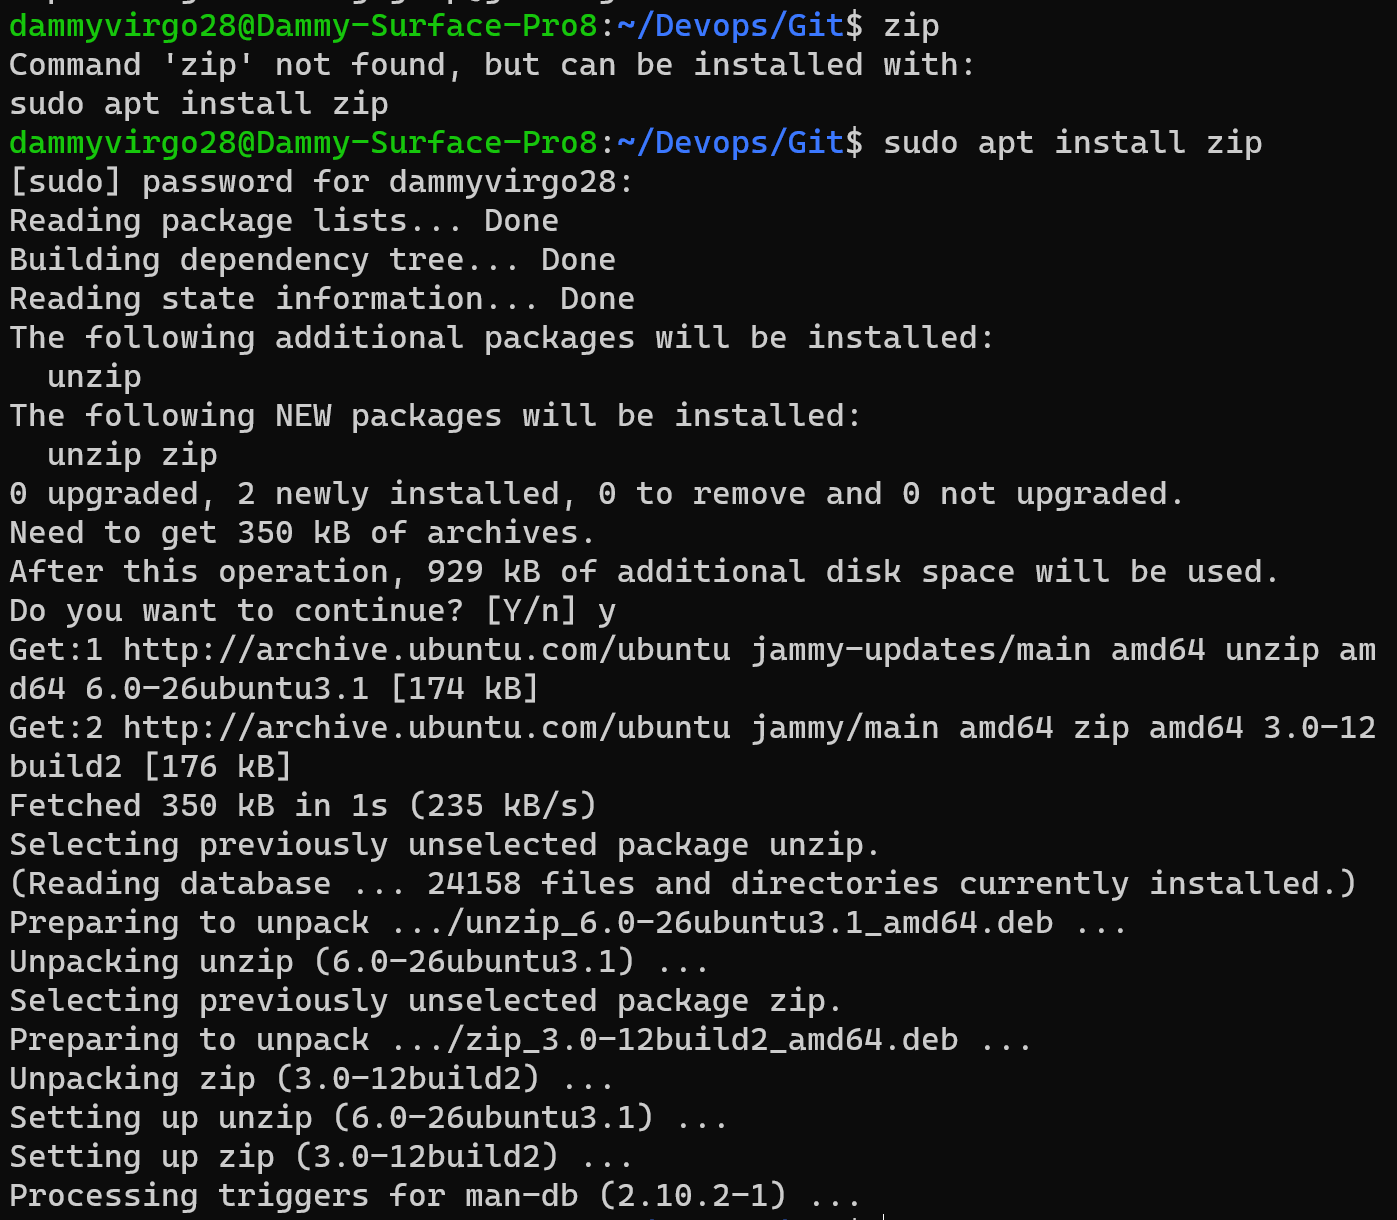 dammyvirgo28@Dammy-Surface-Pro8:~/Devops/Git$ zip
Command 'zip' not found, but can be installed with:
sudo apt install zip
dammyvirgo28@Dammy-Surface-Pro8:~/Devops/Git$ sudo apt install zip
[sudo] password for dammyvirgo28:
Reading package lists... Done
Building dependency tree... Done
Reading state information... Done
The following additional packages will be installed:
  unzip
The following NEW packages will be installed:
  unzip zip
0 upgraded, 2 newly installed, 0 to remove and 0 not upgraded.
Need to get 350 kB of archives.
After this operation, 929 kB of additional disk space will be used.
Do you want to continue? [Y/n] y
Get:1 http://archive.ubuntu.com/ubuntu jammy-updates/main amd64 unzip am
d64 6.0-26ubuntu3.1 [174 kB]
Get:2 http://archive.ubuntu.com/ubuntu jammy/main amd64 zip amd64 3.0-12
build2 [176 kB]
Fetched 350 kB in 1s (235 kB/s)
Selecting previously unselected package unzip.
(Reading database ... 24158 files and directories currently installed.)
Preparing to unpack .../unzip_6.0-26ubuntu3.1_amd64.deb ...
Unpacking unzip (6.0-26ubuntu3.1) ...
Selecting previously unselected package zip.
Preparing to unpack .../zip_3.0-12build2_amd64.deb ...
Unpacking zip (3.0-12build2) ...
Setting up unzip (6.0-26ubuntu3.1) ...
Setting up zip (3.0-12build2) ...
Processing triggers for man-db (2.10.2-1) ...